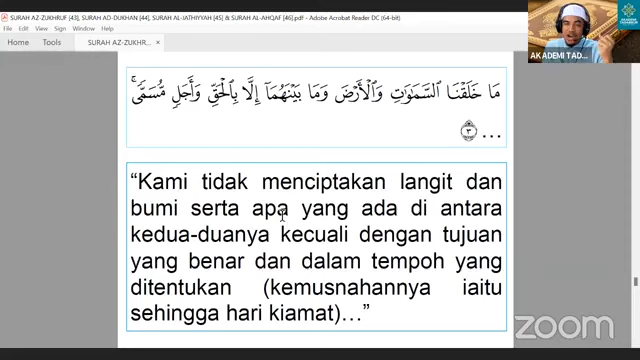 SURAH AZ-ZUKHRUF [43], SURAH AD-DUKHAN [44], SURAH AL-JATHIYYAH [45] & SURAH AL-AHQAF [46].pdf - Adobe Acrobat Reader DC (64-bit)
File Edit View Sign Window Help
Home Tools SURAH AZ-ZUKHR... ×
AKADEMI TAD...
مَا خَلَقْنَا ٱلسَّمَٰوَٰتِ وَٱلْأَرْضَ وَمَا بَيْنَهُمَآ إِلَّا بِٱلْحَقِّ وَأَجَلٍ مُّسَمًّى ۚ
... ٣
“Kami tidak menciptakan langit dan
bumi serta apa yang ada di antara
kedua-duanya kecuali dengan tujuan
yang benar dan dalam tempoh yang
ditentukan (kemusnahannya iaitu
sehingga hari kiamat)…”
zoom